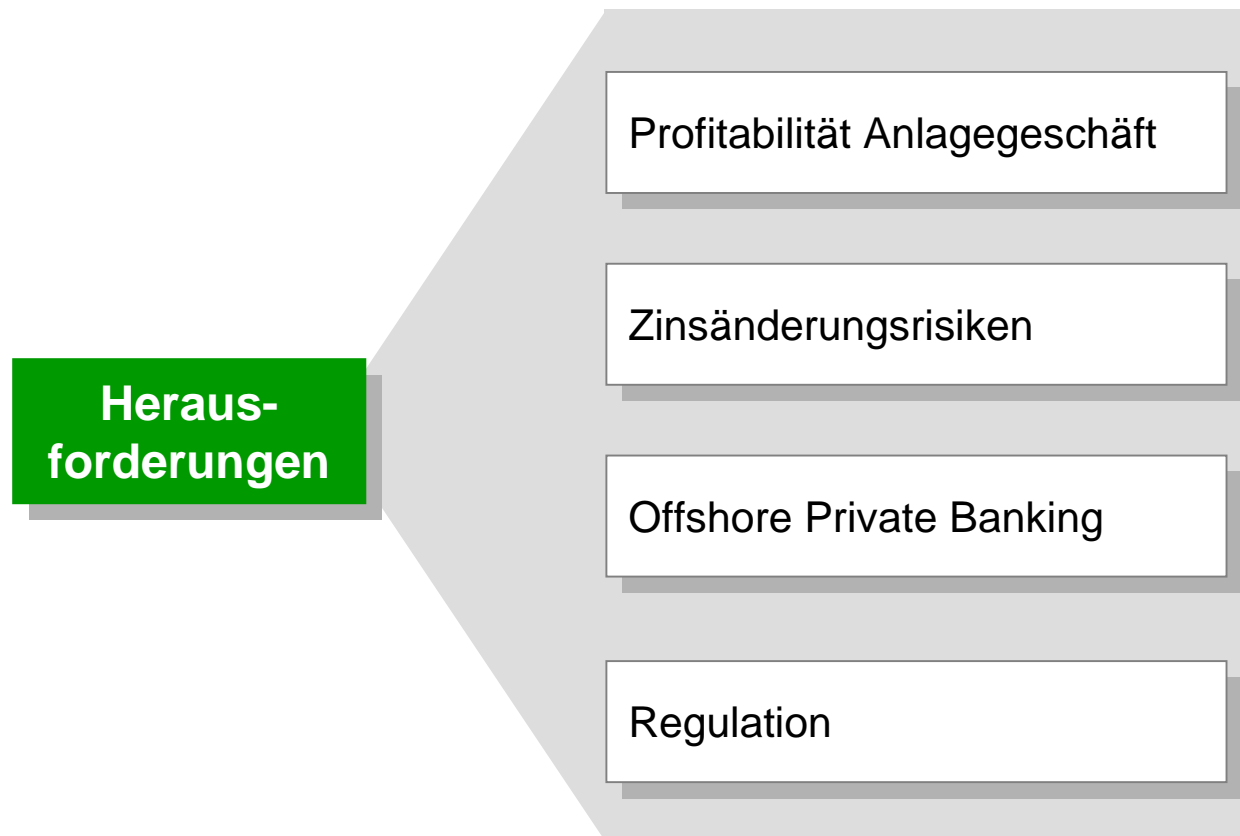 Profitabilität Anlagegeschäft
Zinsänderungsrisiken
Heraus-
forderungen
Offshore Private Banking
Regulation